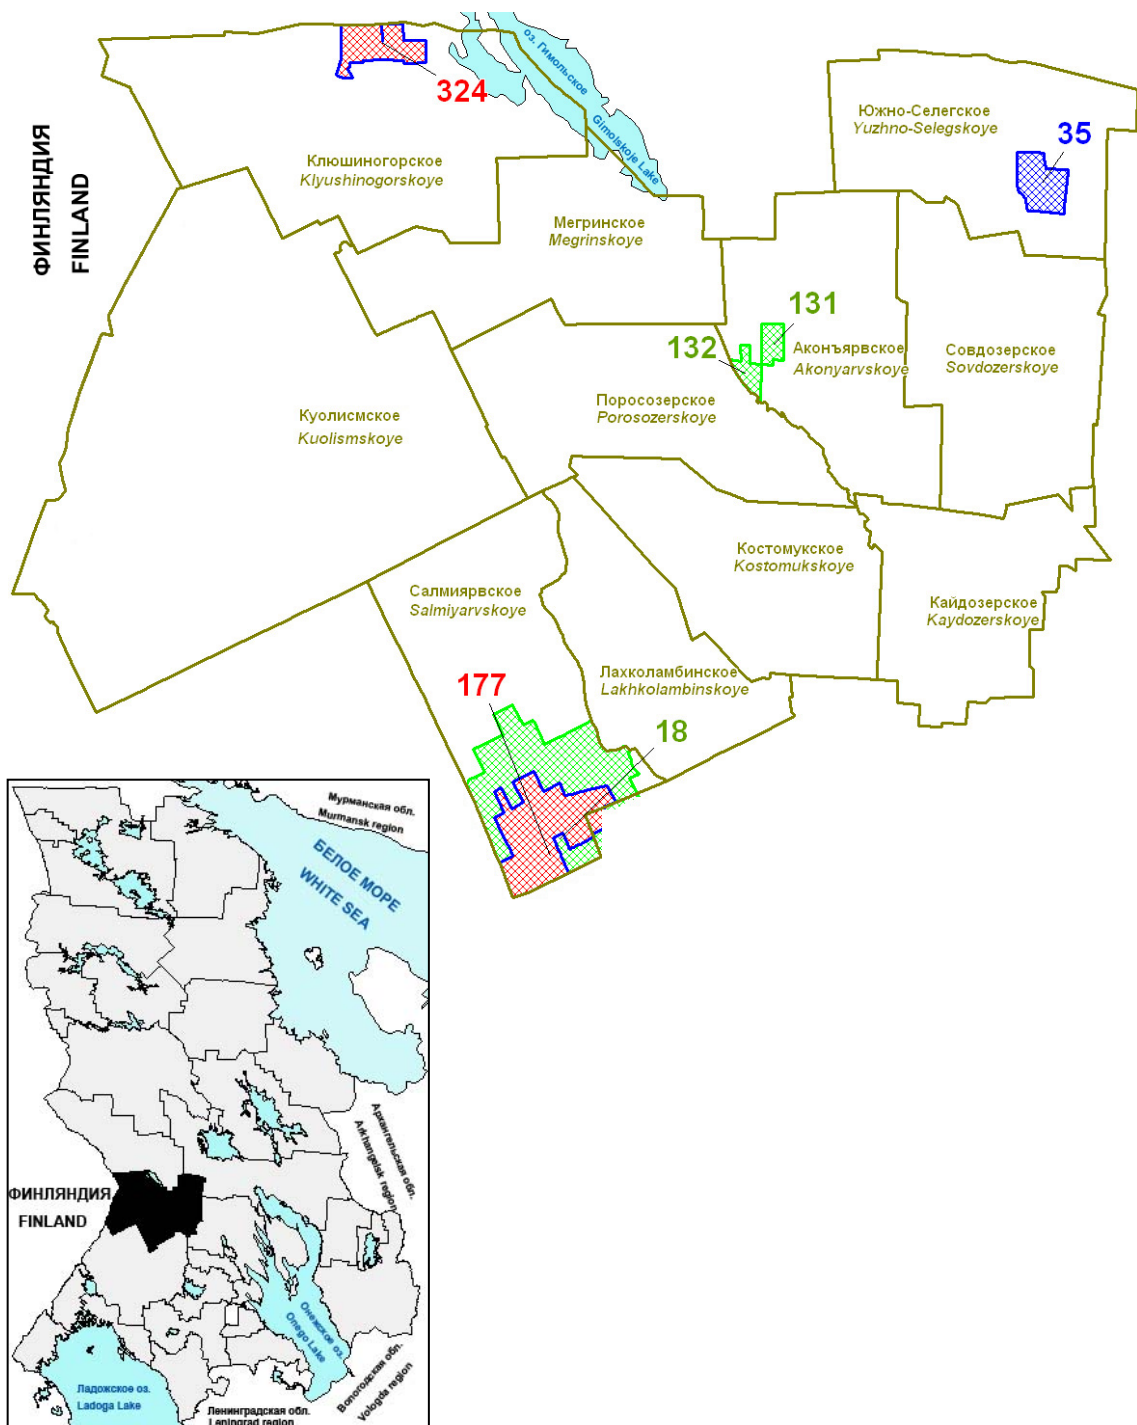 оз. Гимольское
Gimolskoje Lake
324
ФИНЛЯНДИЯ
FINLAND
Клюшиногорское
Klyushinogorskoye
Южно-Селегское
Yuzhno-Selegskoye
35
Мегринское
Megrinskoye
131
132
Аконъярвское
Akonyarvskoye
Совдозерское
Sovdozerskoye
Поросозерское
Porosozerskoye
Куолисмское
Kuolismskoye
Костомукское
Kostomukskoye
Салмиярвское
Salmiyarvskoye
Кайдозерское
Kaydozerskoye
Лахколамбинское
Lakhkolambinskoye
177
18
Мурманская обл.
Murmansk region
БЕЛОЕ МОРЕ
WHITE SEA
Архангельская обл.
Arkhangelsk region
ФИНЛЯНДИЯ
FINLAND
Онежское оз.
Onego Lake
Вологодская обл.
Vologda region
Ладожское оз.
Ladoga Lake
Ленинградская обл.
Leningrad region